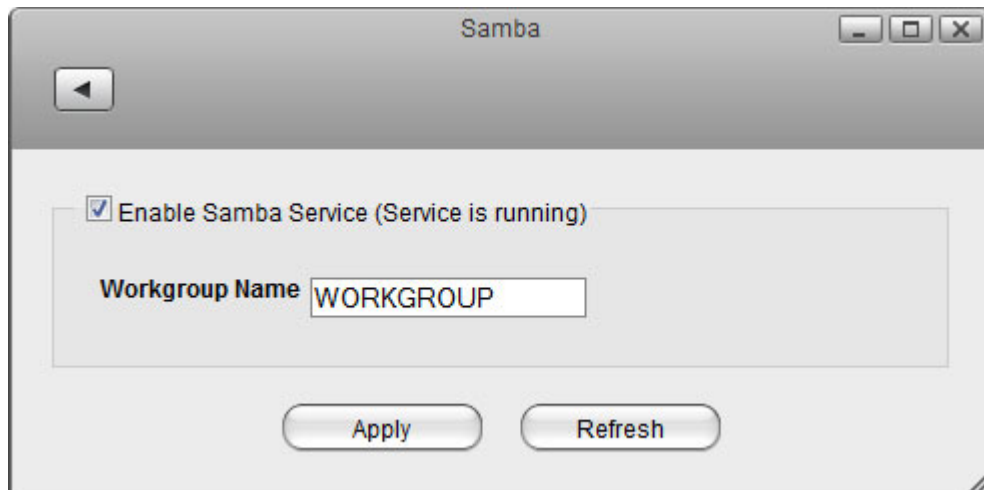 Samba
Enable Samba Service (Service is running)
Workgroup Name WORKGROUP
Apply Refresh